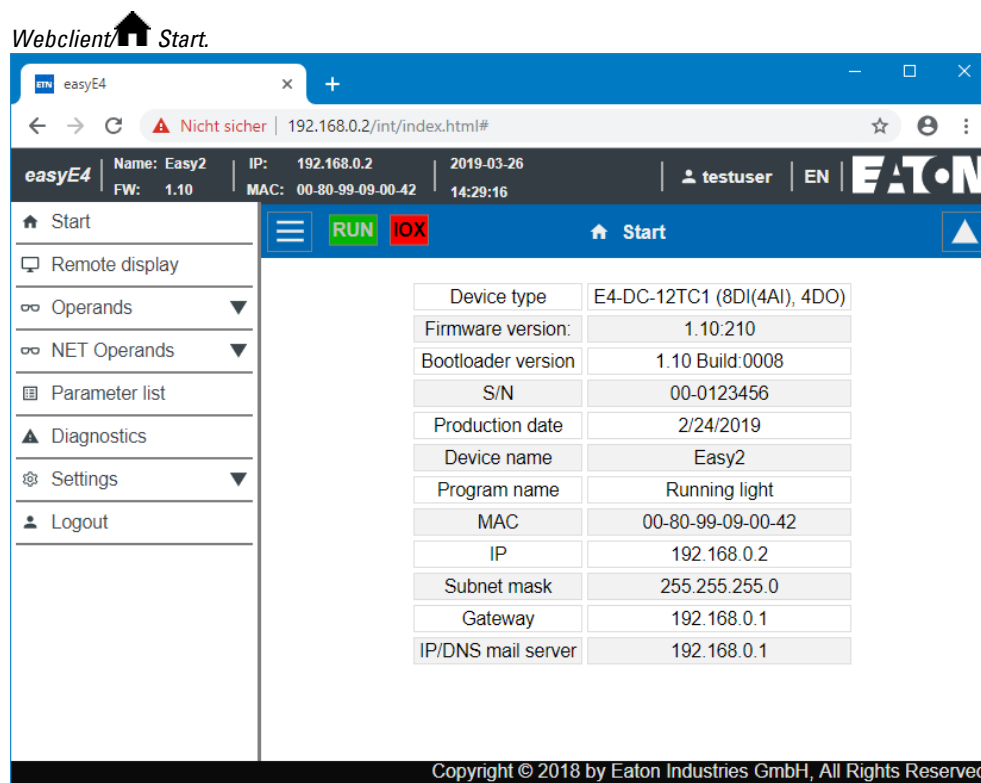 Webclient/ Start.
ETN easyE4
Nicht sicher | 192.168.0.2/int/index.html#
easyE4 Name: Easy2 IP: 192.168.0.2 2019-03-26
FW: 1.10 MAC: 00-80-99-09-00-42 14:29:16 testuser EN EATON
Start
Remote display
Operands
NET Operands
Parameter list
Diagnostics
Settings
Logout
RUN IOX Start
Device type E4-DC-12TC1 (8DI(4AI), 4DO)
Firmware version: 1.10:210
Bootloader version 1.10 Build:0008
S/N 00-0123456
Production date 2/24/2019
Device name Easy2
Program name Running light
MAC 00-80-99-09-00-42
IP 192.168.0.2
Subnet mask 255.255.255.0
Gateway 192.168.0.1
IP/DNS mail server 192.168.0.1
Copyright © 2018 by Eaton Industries GmbH, All Rights Reserved